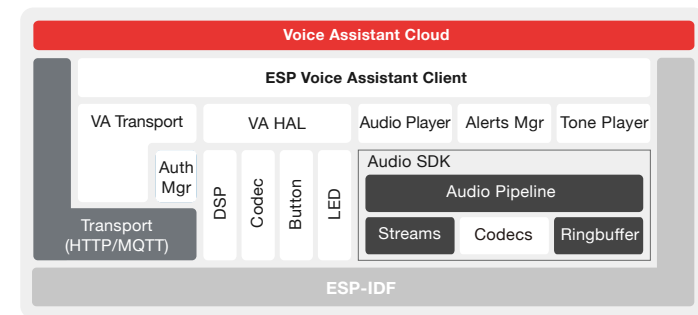 Voice Assistant Cloud
ESP Voice Assistant Client
VA Transport
VA HAL
Audio Player
Alerts Mgr
Tone Player
Auth
Mgr
DSP
Codec
Button
LED
Audio SDK
Audio Pipeline
Streams
Codecs
Ringbuffer
Transport
(HTTP/MQTT)
ESP-IDF